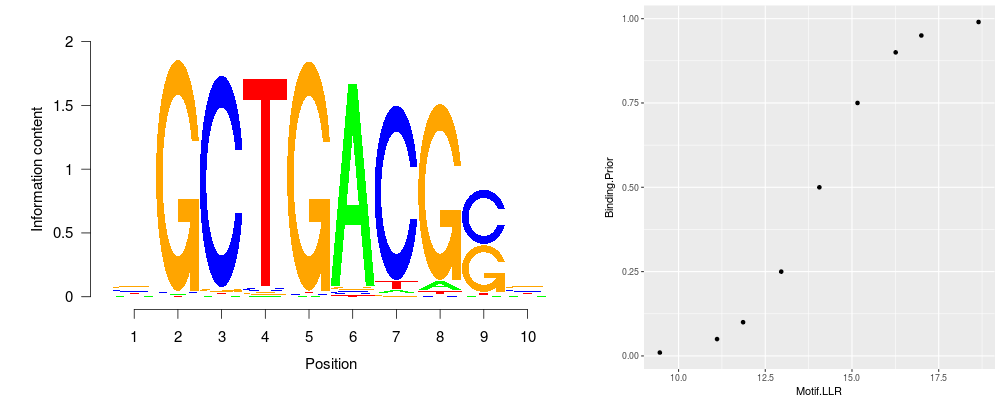 2
1.5
1
0.5
0
Information content
GCTGACGC
G
1 2 3 4 5 6 7 8 9 10
Position
1.00
0.75
0.50
0.25
0.00
Binding.Prior
10.0 12.5 15.0 17.5
Motif.LLR